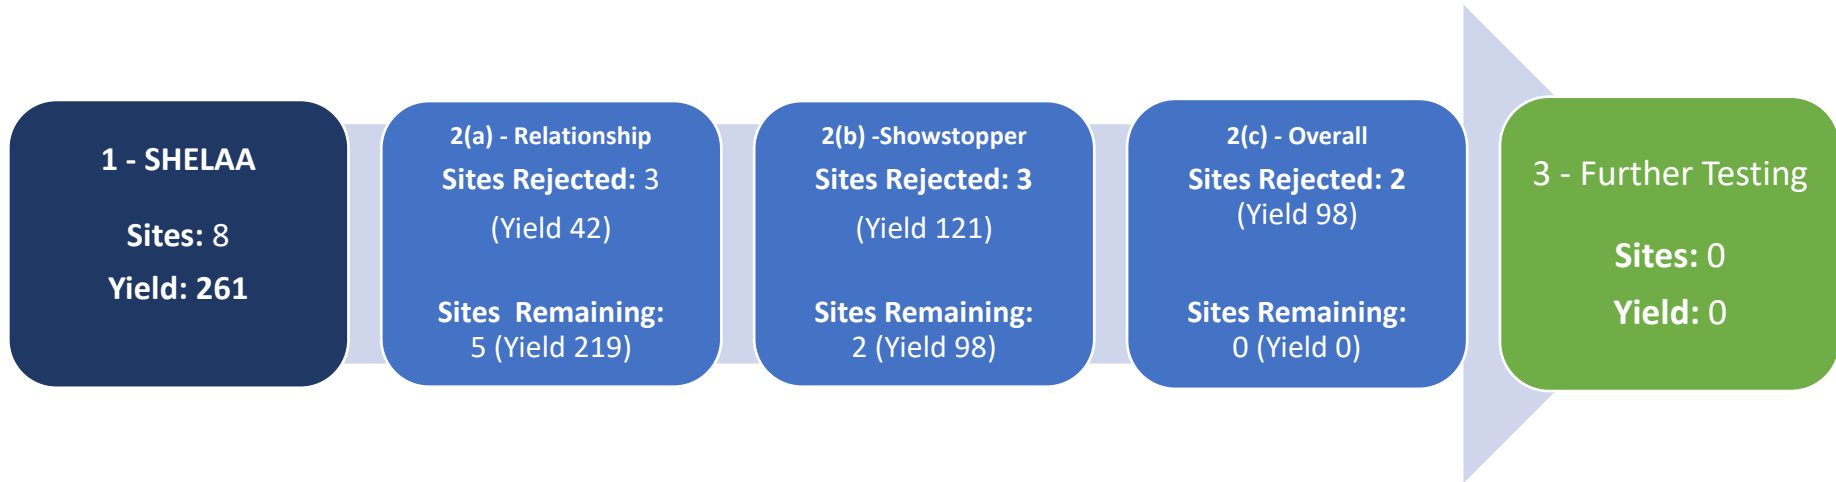 1 - SHELAA
Sites: 8
Yield: 261
2(a) - Relationship
Sites Rejected: 3
(Yield 42)
Sites Remaining:
5 (Yield 219)
2(b) -Showstopper
Sites Rejected: 3
(Yield 121)
Sites Remaining:
2 (Yield 98)
2(c) - Overall
Sites Rejected: 2
(Yield 98)
Sites Remaining:
0 (Yield 0)
3 - Further Testing
Sites: 0
Yield: 0